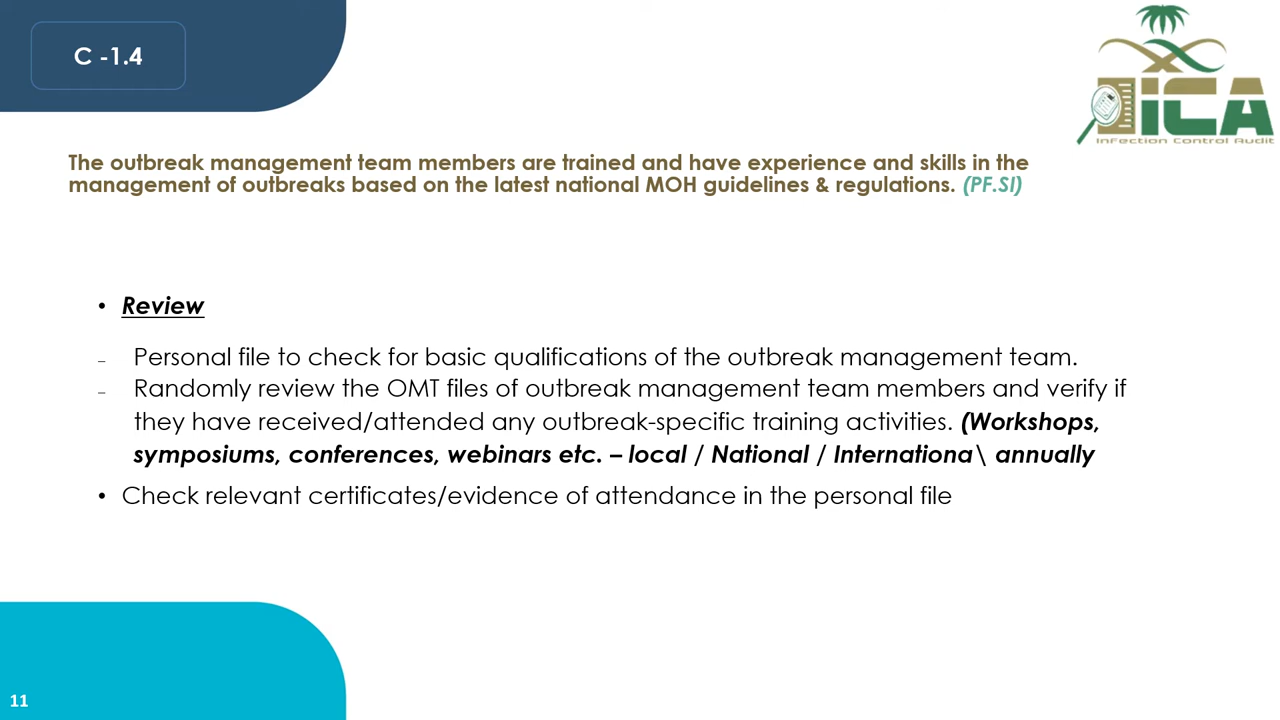 C -1.4
iCA
Infection Control Audit
The outbreak management team members are trained and have experience and skills in the
management of outbreaks based on the latest national MOH guidelines & regulations. (PF.SI)
• Review
– Personal file to check for basic qualifications of the outbreak management team.
– Randomly review the OMT files of outbreak management team members and verify if
they have received/attended any outbreak-specific training activities. (Workshops,
symposiums, conferences, webinars etc. – local / National / Internationa\ annually
• Check relevant certificates/evidence of attendance in the personal file
11